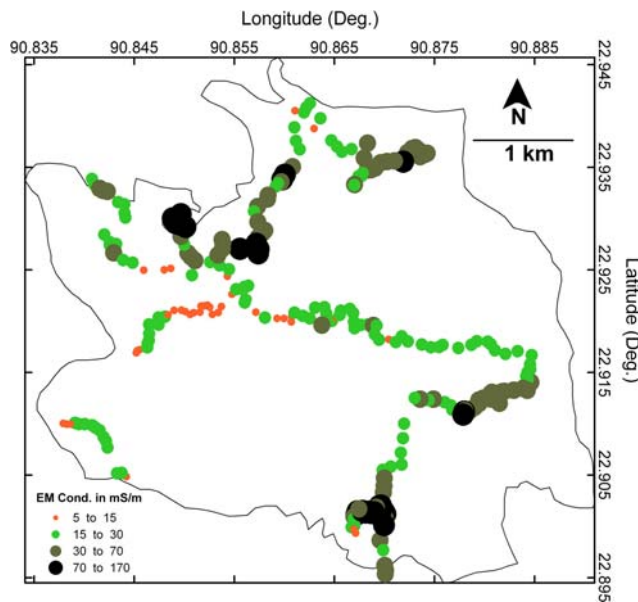 Longitude (Deg.)
90.835 90.845 90.855 90.865 90.875 90.885
22.945
22.935
22.925
22.915
22.905
22.895
Latitude (Deg.)
N
1 km
EM Cond. in mS/m
5 to 15
15 to 30
30 to 70
70 to 170